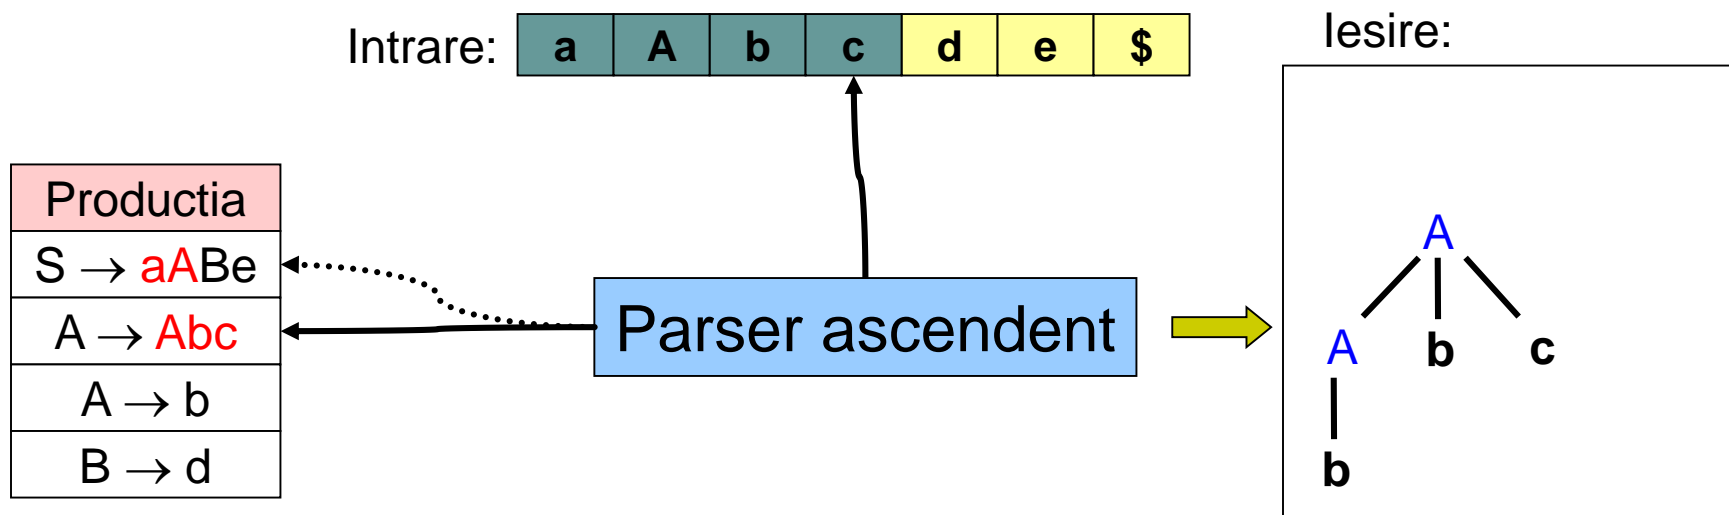 Intrare: a A b c d e $
Iesire:
Productia
S → aABe
A → Abc
A → b
B → d
Parser ascendent
A
A b c
b